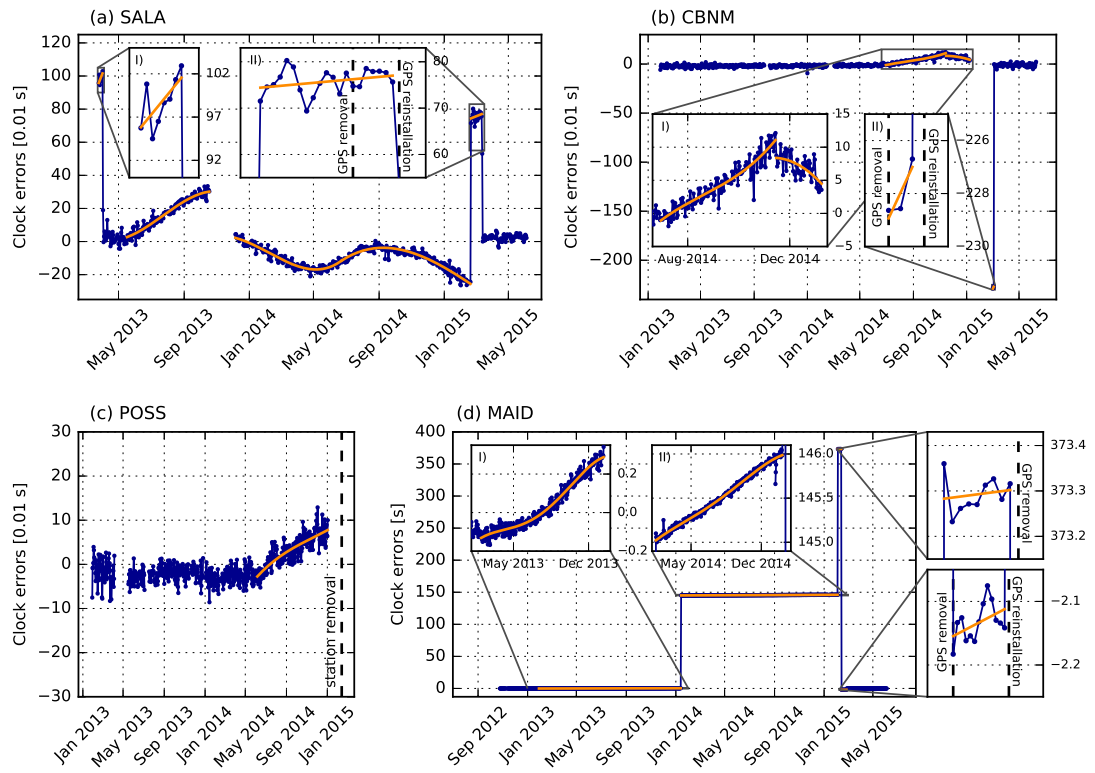 (a) SALA
Clock errors [0.01 s]
120
100
80
60
40
20
0
−20
I)
102
97
92
II)
80
70
60
GPS removal
GPS reinstallation
May 2013
Sep 2013
Jan 2014
May 2014
Sep 2014
Jan 2015
May 2015
(b) CBNM
Clock errors [0.01 s]
0
−50
−100
−150
−200
I)
15
10
5
0
−5
Aug 2014
Dec 2014
II)
−226
−228
−230
GPS removal
GPS reinstallation
Jan 2013
May 2013
Sep 2013
Jan 2014
May 2014
Sep 2014
Jan 2015
May 2015
(c) POSS
Clock errors [0.01 s]
30
20
10
0
−10
−20
−30
station removal
Jan 2013
May 2013
Sep 2013
Jan 2014
May 2014
Sep 2014
Jan 2015
(d) MAID
Clock errors [s]
400
350
300
250
200
150
100
50
0
I)
0.2
0.0
−0.2
May 2013
Dec 2013
II)
146.0
145.5
145.0
May 2014
Dec 2014
373.4
373.3
373.2
GPS removal
−2.1
−2.2
GPS removal
GPS reinstallation
Sep 2012
Jan 2013
May 2013
Sep 2013
Jan 2014
May 2014
Sep 2014
Jan 2015
May 2015